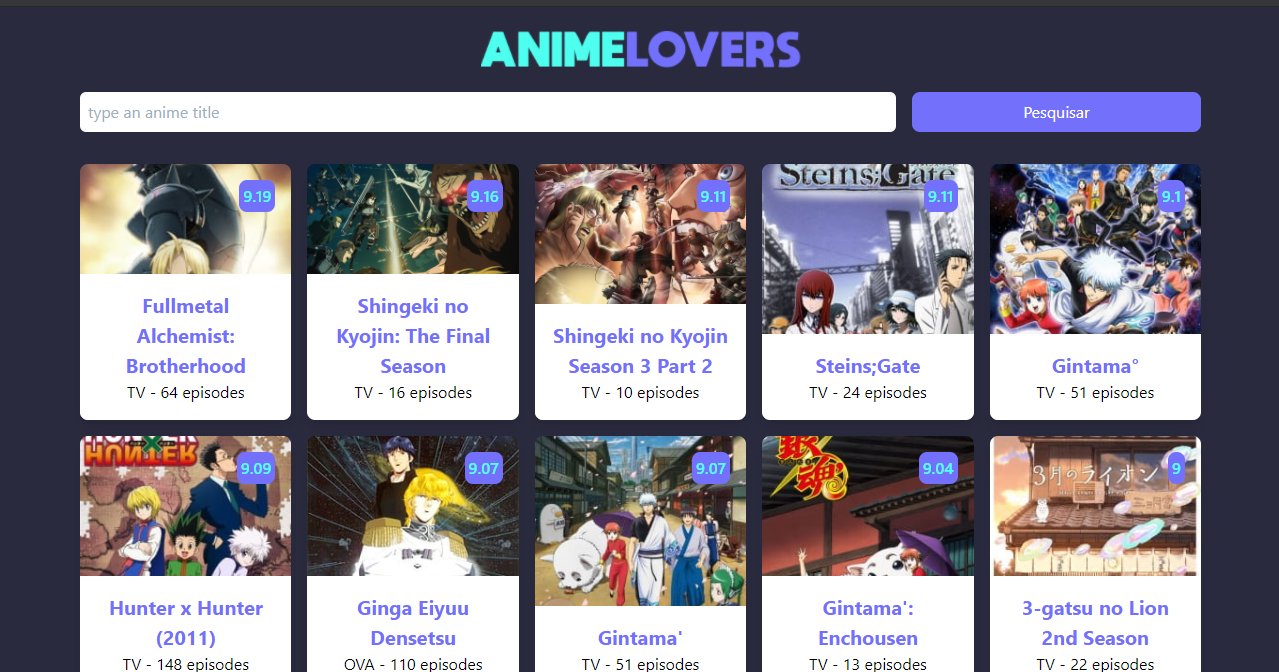 ANIMELOVERS
type an anime title
Pesquisar
9.19
9.16
9.11
Steins;Gate
9.11
9.1
Fullmetal
Alchemist:
Brotherhood
TV - 64 episodes
Shingeki no
Kyojin: The Final
Season
TV - 16 episodes
Shingeki no Kyojin
Season 3 Part 2
TV - 10 episodes
Steins;Gate
TV - 24 episodes
Gintama°
TV - 51 episodes
HUNTER
X
HUNTER
9.09
9.07
9.07
銀魂
9.04
3月のライオン
9
Hunter x Hunter
(2011)
TV - 148 episodes
Ginga Eiyuu
Densetsu
OVA - 110 episodes
Gintama'
TV - 51 episodes
Gintama':
Enchousen
TV - 13 episodes
3-gatsu no Lion
2nd Season
TV - 22 episodes